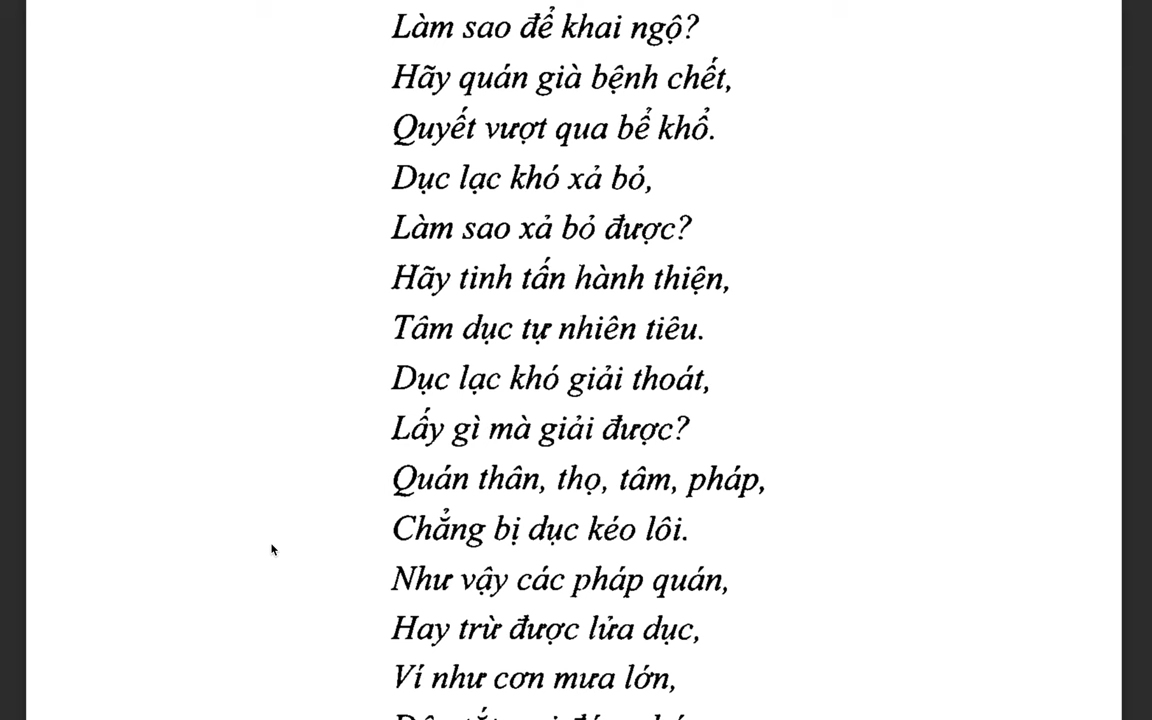 Làm sao để khai ngộ?
Hãy quán già bệnh chết,
Quyết vượt qua bể khổ.
Dục lạc khó xả bỏ,
Làm sao xả bỏ được?
Hãy tinh tấn hành thiện,
Tâm dục tự nhiên tiêu.
Dục lạc khó giải thoát,
Lấy gì mà giải được?
Quán thân, thọ, tâm, pháp,
Chẳng bị dục kéo lôi.
Như vậy các pháp quán,
Hay trừ được lửa dục,
Ví như cơn mưa lớn,